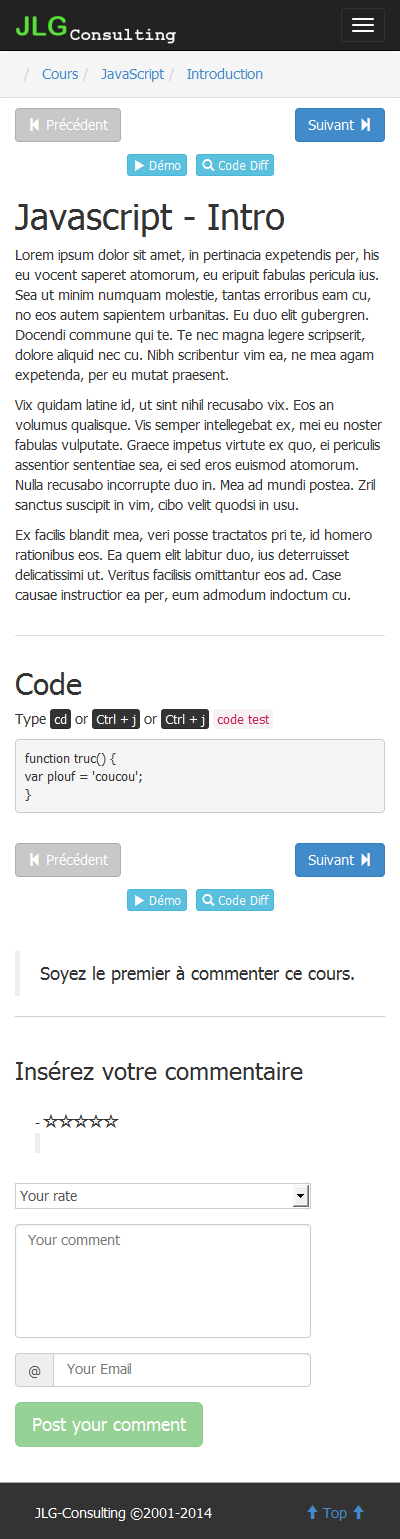 JLG Consulting
/ Cours / JavaScript / Introduction
Précédent Suivant
Démo Code Diff
Javascript - Intro
Lorem ipsum dolor sit amet, in pertinacia expetendis per, his
eu vocent saperet atomorum, eu eripuit fabulas pericula ius.
Sea ut minim numquam molestie, tantas erroribus eam cu,
no eos autem sapientem urbanitas. Eu duo elit gubergren.
Docendi commune qui te. Te nec magna legere scripserit,
dolore aliquid nec cu. Nibh scribentur vim ea, ne mea agam
expetenda, per eu mutat praesent.
Vix quidam latine id, ut sint nihil recusabo vix. Eos an
volumus qualisque. Vis semper intellegebat ex, mei eu noster
fabulas vulputate. Graece impetus virtute ex quo, ei periculis
assentior sententiae sea, ei sed eros euismod atomorum.
Nulla recusabo incorrupte duo in. Mea ad mundi postea. Zril
sanctus suscipit in vim, cibo velit quodsi in usu.
Ex facilis blandit mea, veri posse tractatos pri te, id homero
rationibus eos. Ea quem elit labitur duo, ius deterruisset
delicatissimi ut. Veritus facilisis omittantur eos ad. Case
causae instructior ea per, eum admodum indoctum cu.
Code
Type cd or Ctrl + j or Ctrl + j code test
function truc() {
var plouf = 'coucou';
}
Précédent Suivant
Démo Code Diff
Soyez le premier à commenter ce cours.
Insérez votre commentaire
- ☆☆☆☆☆
Your rate
Your comment
@ Your Email
Post your comment
JLG-Consulting ©2001-2014 Top